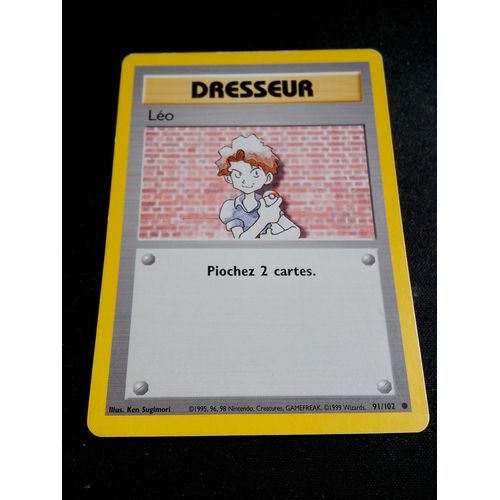 DRESSEUR
Léo
Piochez 2 cartes.
Illus. Ken Sugimori ©1995, 96, 98 Nintendo, Creatures, GAMEFREAK. ©1999 Wizards. 91/102